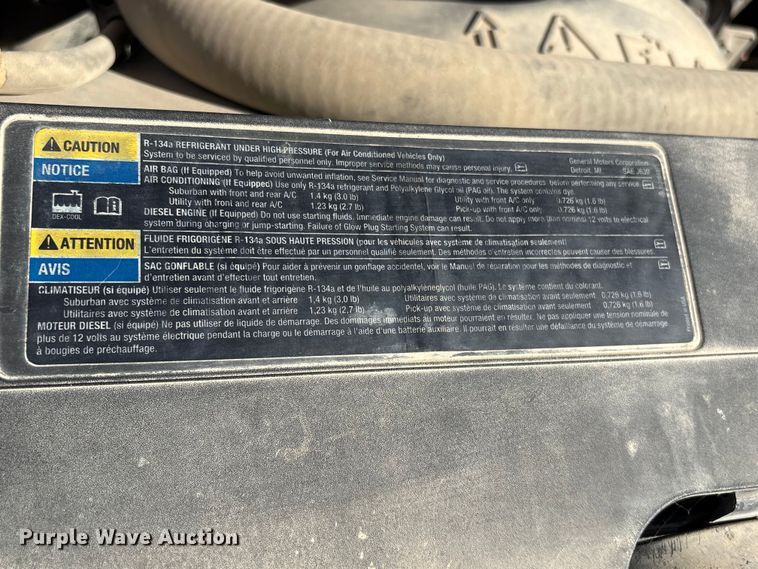 CAUTION
R-134a REFRIGERANT UNDER HIGH PRESSURE (For Air Conditioned Vehicles Only)
System to be serviced by qualified personnel only. Improper service methods may cause personal injury.
General Motors Corporation
Detroit, MI SAE J639
NOTICE
AIR BAG (If Equipped) To help avoid unwanted inflation, see Service Manual for diagnostic and service procedures before performing any service.
AIR CONDITIONING (If Equipped) Use only R-134a refrigerant and Polyalkylene Glycol oil (PAG oil). The system contains dye.
Suburban with front and rear A/C 1.4 kg (3.0 lb) Utility with front A/C only 0.726 kg (1.6 lb)
Utility with front and rear A/C 1.23 kg (2.7 lb) Pick-up with front A/C only 0.726 kg (1.6 lb)
DEX-COOL
DIESEL ENGINE (If Equipped) Do not use starting fluids. Immediate engine damage can result. Do not apply more than nominal 12 volts to electrical
system during charging or jump-starting. Failure of Glow Plug Starting System can result.
ATTENTION
FLUIDE FRIGORIGÈNE R-134a SOUS HAUTE PRESSION (pour les véhicules avec système de climatisation seulement)
L'entretien du système doit être effectué par un personnel qualifié seulement. Des méthodes d'entretien incorrectes peuvent causer des blessures.
AVIS
SAC GONFLABLE (si équipé) Pour aider à prévenir un gonflage accidentel, voir le Manuel de réparation pour les méthodes de diagnostic et
d'entretien avant d'effectuer tout entretien.
CLIMATISEUR (si équipé) Utiliser seulement le fluide frigorigène R-134a et de l'huile au polyalkylèneglycol (huile PAG). Le système contient du colorant.
Suburban avec système de climatisation avant et arrière 1,4 kg (3.0 lb) Utilitaires avec système de climatisation avant seulement 0,726 kg (1.6 lb)
Utilitaires avec système de climatisation avant et arrière 1,23 kg (2.7 lb) Pick-up avec système de climatisation avant seulement 0,726 kg (1.6 lb)
MOTEUR DIESEL (si équipé) Ne pas utiliser de liquide de démarrage. Des dommages immédiats au moteur pourraient en résulter. Ne pas appliquer une tension nominale de
plus de 12 volts au système électrique pendant la charge ou le démarrage à l'aide d'une batterie auxiliaire. Il pourrait en résulter une défaillance du système de démarrage
à bougies de préchauffage.
Purple Wave Auction